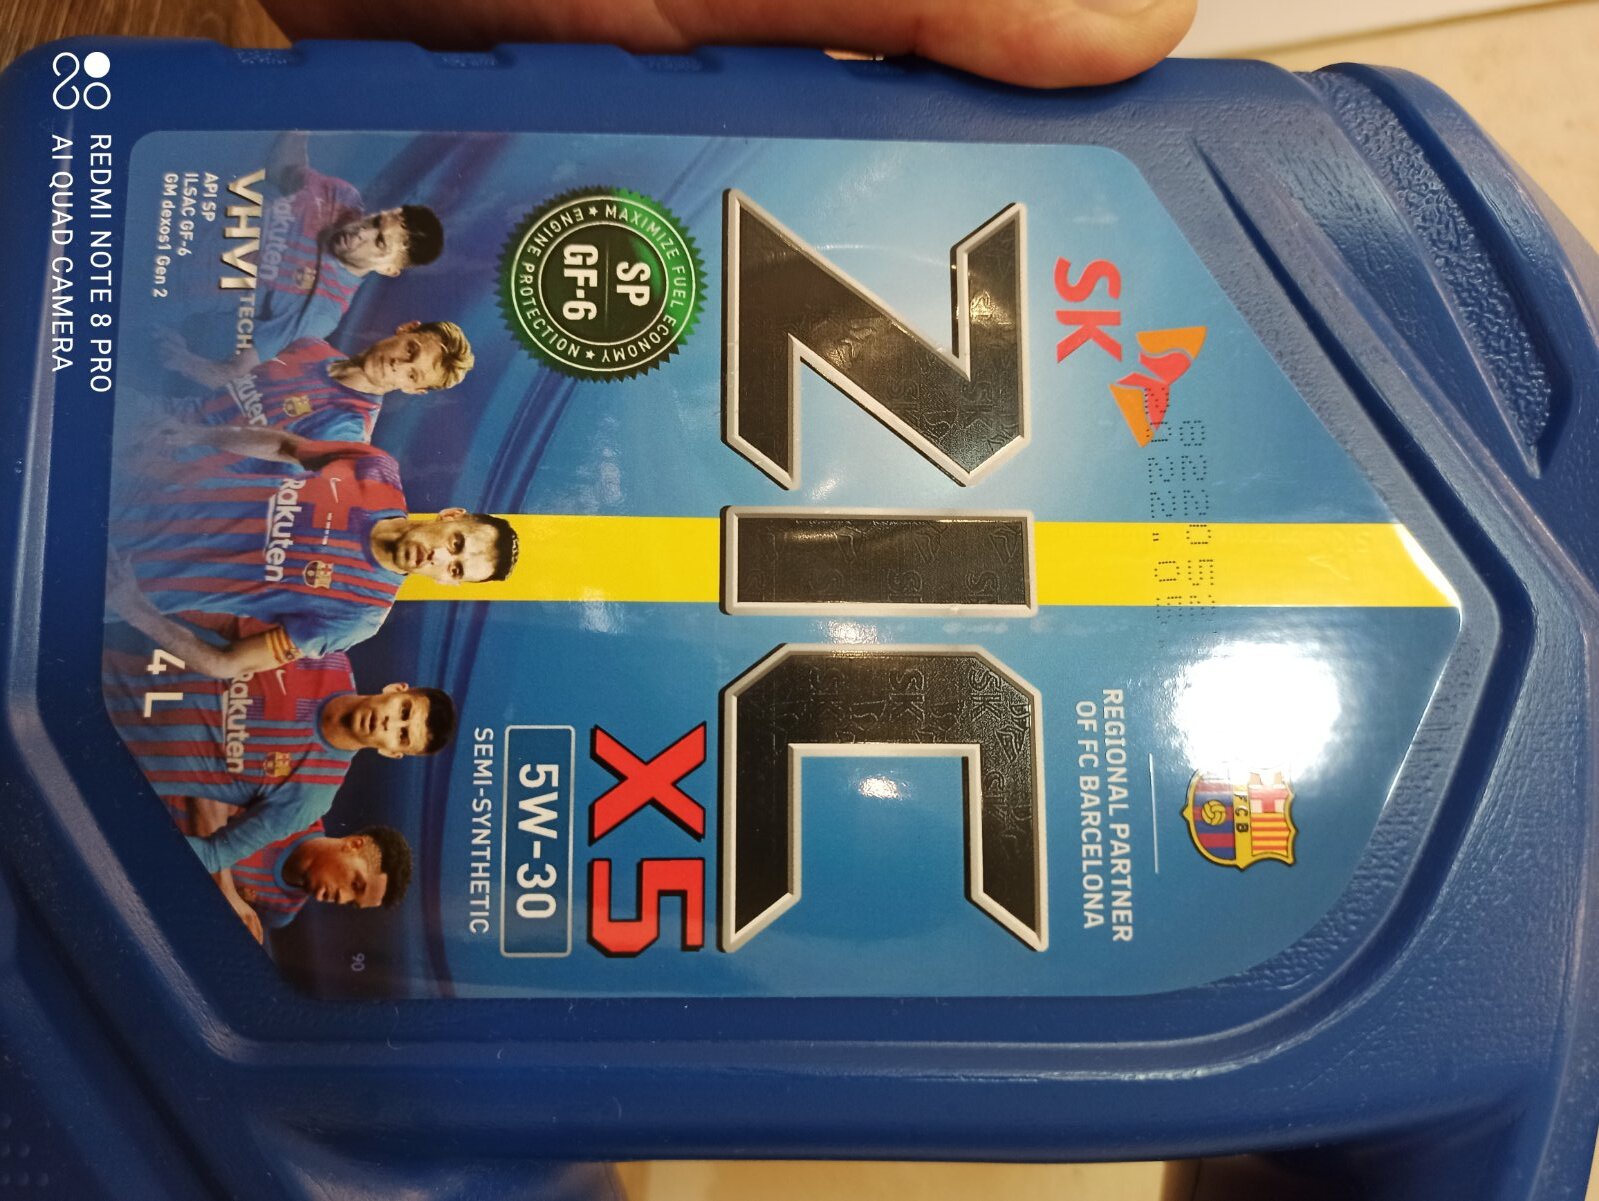 SK
REGIONAL PARTNER
OF FC BARCELONA
FCB
ZIC
MAXIMIZE FUEL ECONOMY ★ ENGINE PROTECTION ★
SP
GF-6
X5
5W-30
SEMI-SYNTHETIC
Rakuten
Rakuten
VHVI TECH.
API SP
ILSAC GF-6
GM dexos1 Gen 2
4 L
90
REDMI NOTE 8 PRO
AI QUAD CAMERA